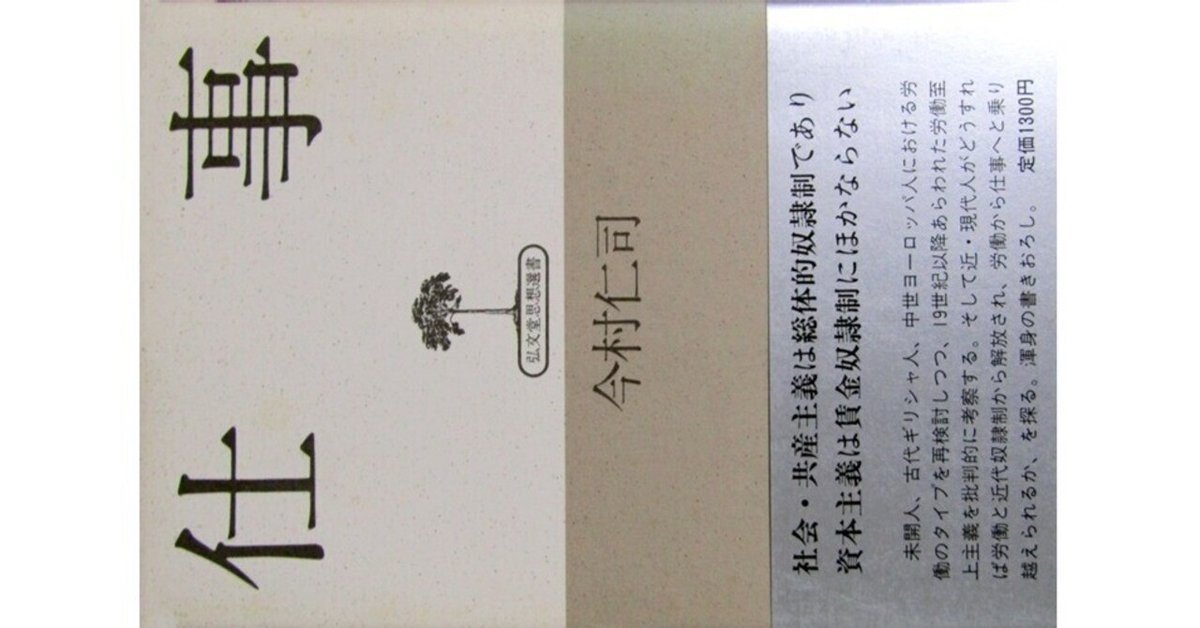 仕事
弘文堂思想選書
今村仁司
社会・共産主義は総体的奴隷制であり
資本主義は賃金奴隷制にほかならない
未開人、古代ギリシャ人、中世ヨーロッパ人における労
働のタイプを再検討しつつ、19世紀以降あらわれた労働至
上主義を批判的に考察する。そして近・現代人がどうすれ
ば労働と近代奴隷制から解放され、労働から仕事へと乗り
越えられるか、を探る。渾身の書きおろし。 定価1300円